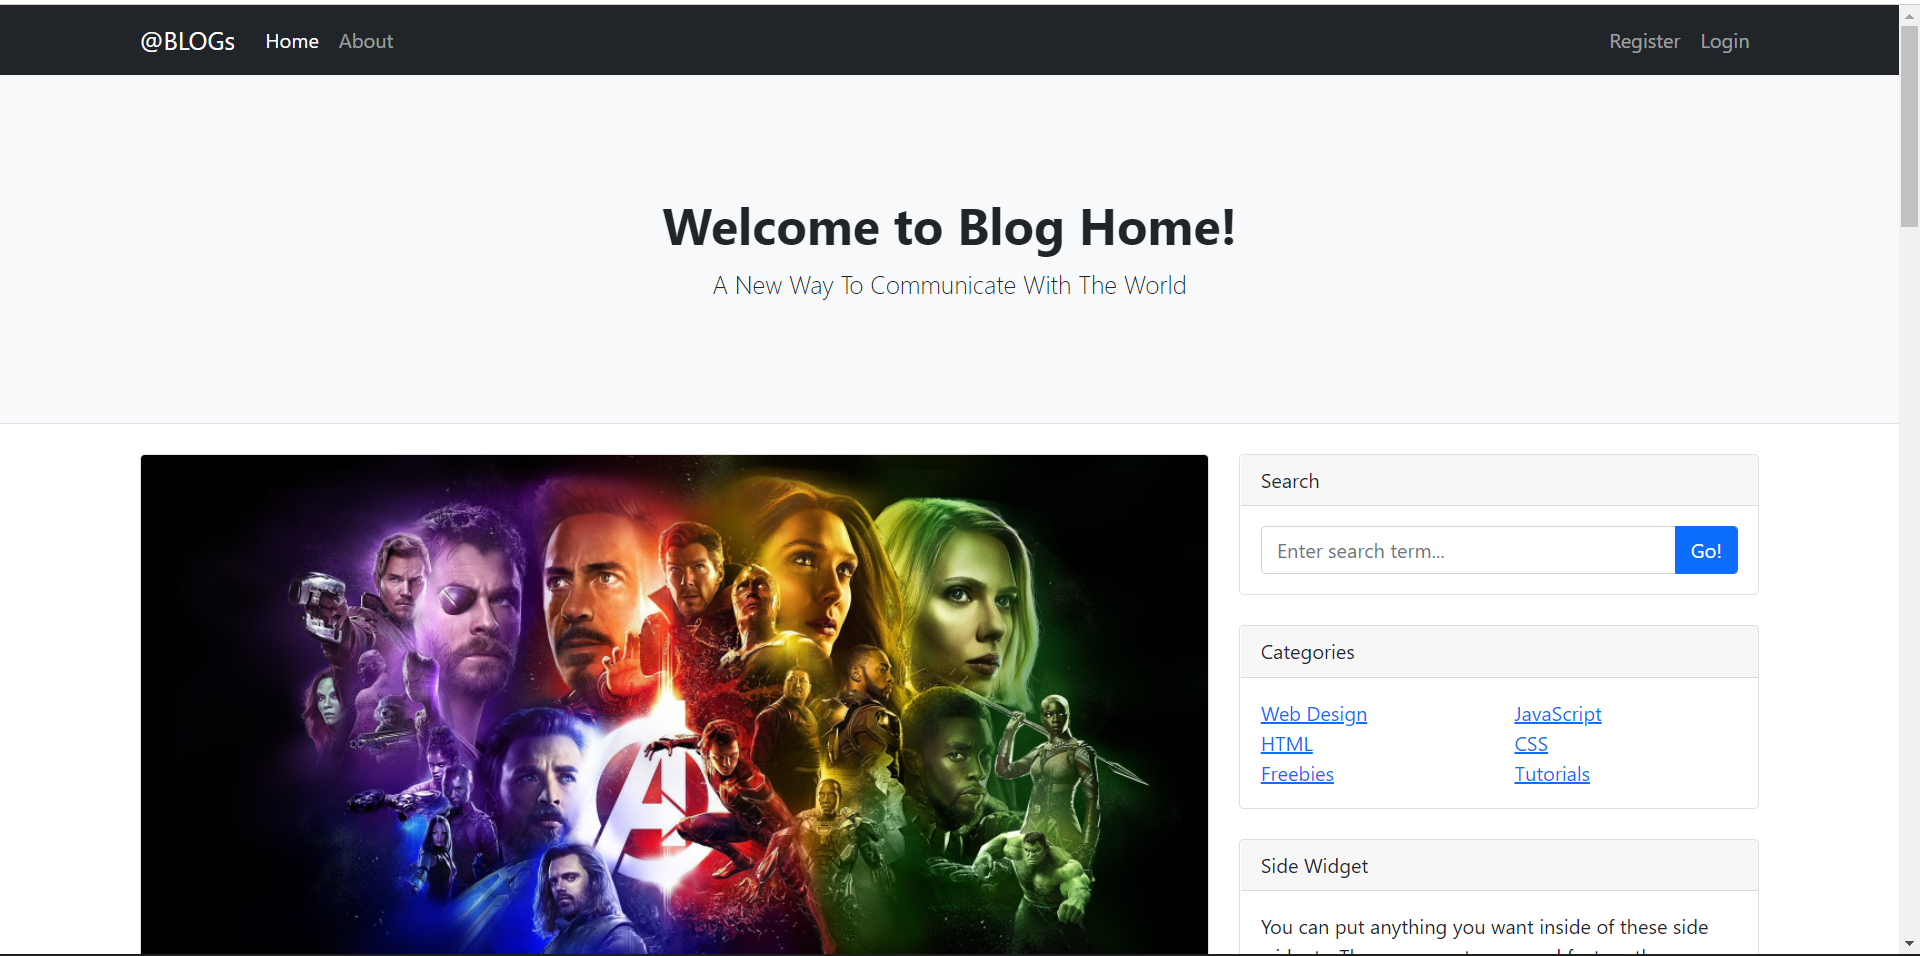 @BLOGs Home About Register Login
Welcome to Blog Home!
A New Way To Communicate With The World
Search
Enter search term... Go!
Categories
Web Design JavaScript
HTML CSS
Freebies Tutorials
Side Widget
You can put anything you want inside of these side